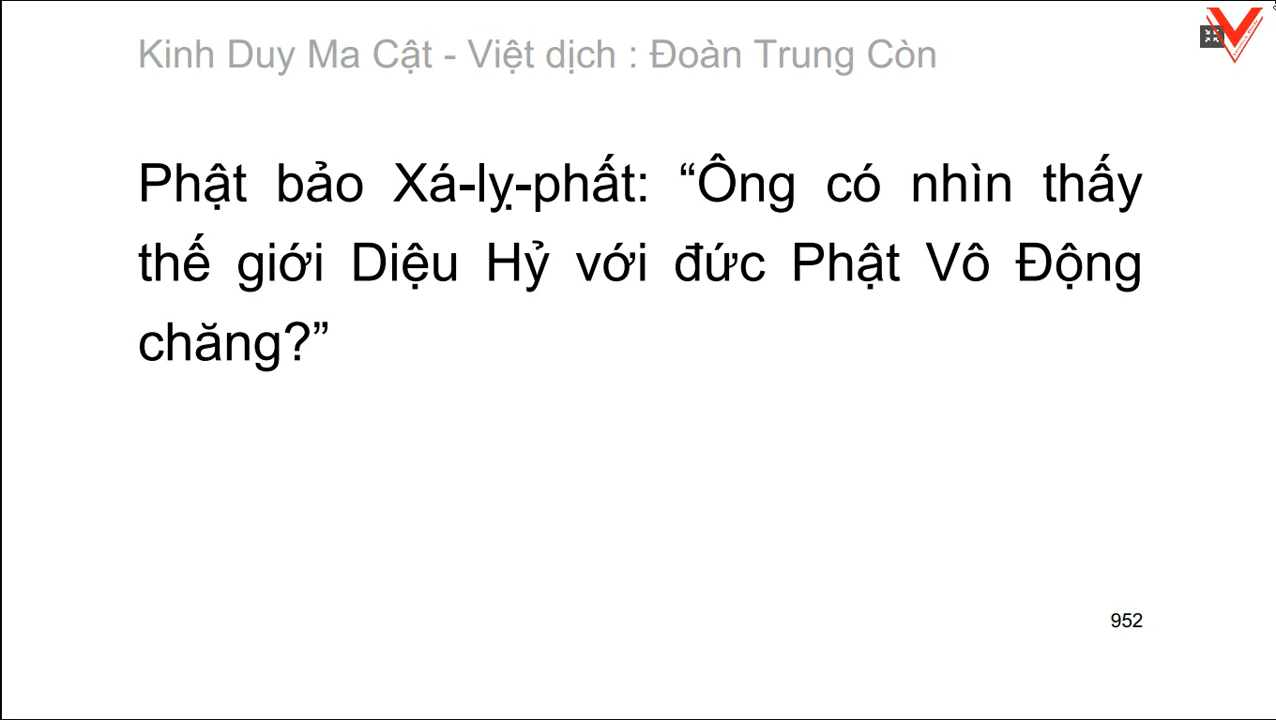 Kinh Duy Ma Cật - Việt dịch : Đoàn Trung Còn
Phật bảo Xá-lỵ-phất: “Ông có nhìn thấy
thế giới Diệu Hỷ với đức Phật Vô Động
chăng?”
952